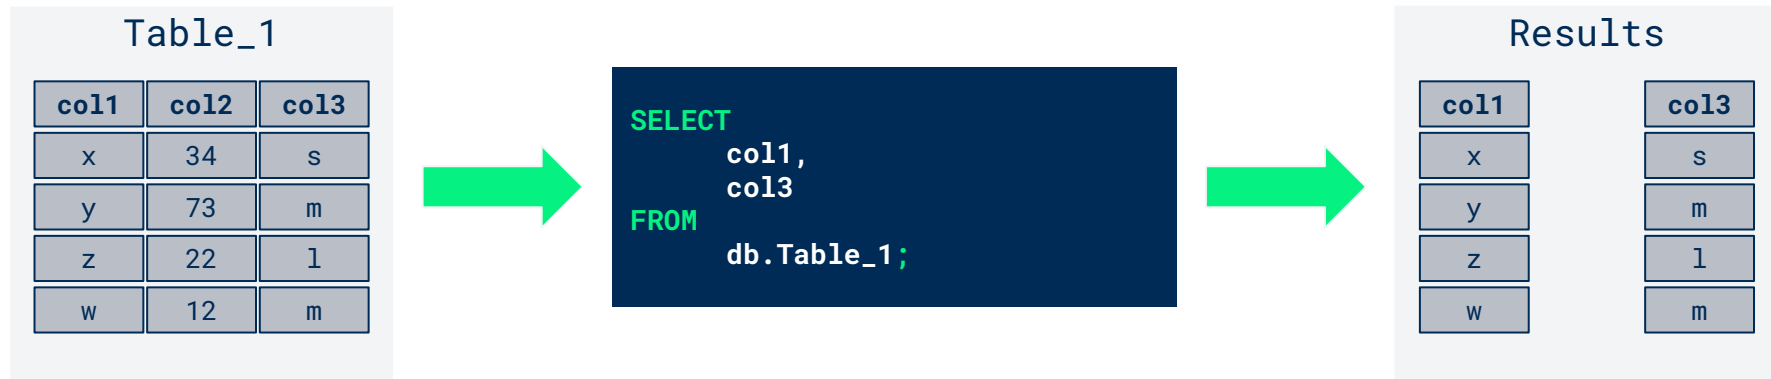 Table_1
col1 col2 col3
x 34 s
y 73 m
z 22 l
w 12 m
SELECT
col1,
col3
FROM
db.Table_1;
Results
col1 col3
x s
y m
z l
w m